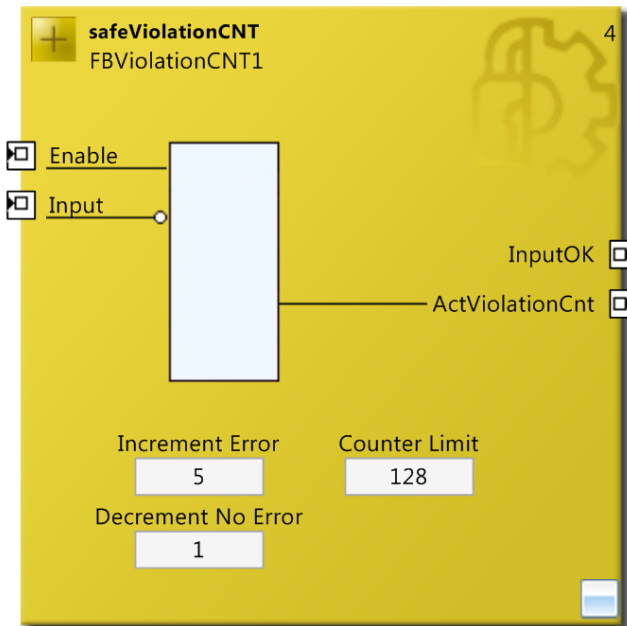 safeViolationCNT
4
FBViolationCNT1
Enable
Input
InputOK
ActViolationCnt
Increment Error
Counter Limit
5
128
Decrement No Error
1